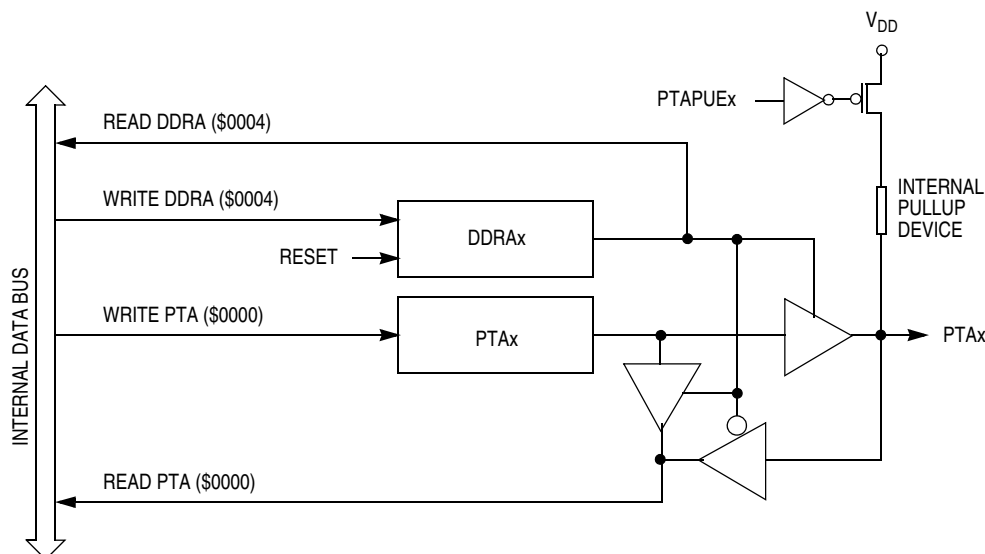 VDD
PTAPUEx
READ DDRA ($0004)
WRITE DDRA ($0004)
INTERNAL
PULLUP
DEVICE
DDRAx
RESET
INTERNAL DATA BUS
WRITE PTA ($0000)
PTAx
PTAx
READ PTA ($0000)